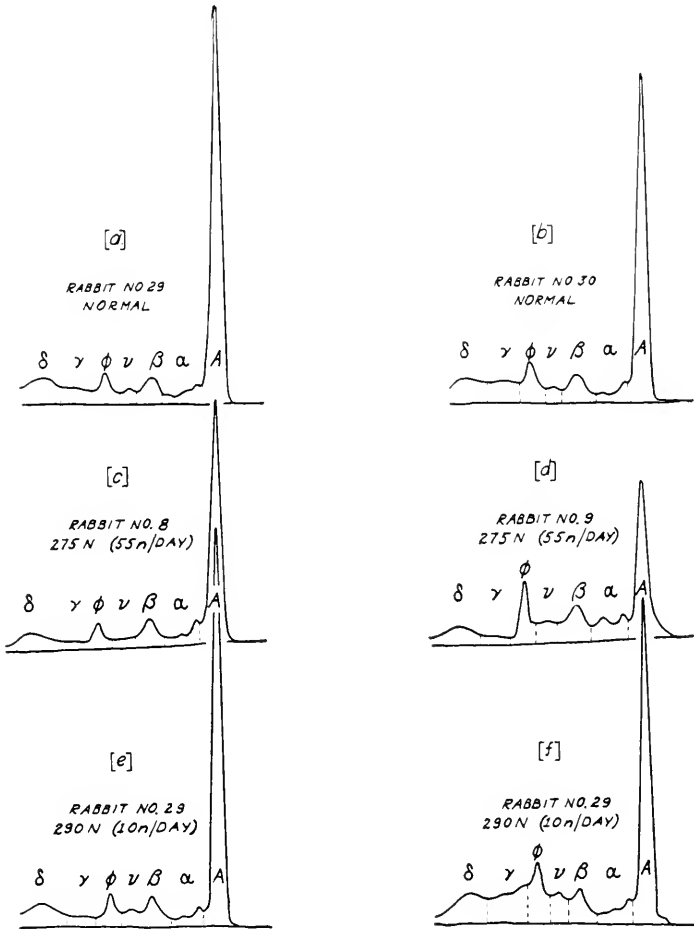 [a]
RABBIT NO 29
NORMAL
δ γ ϕ ν β α A
[b]
RABBIT NO 30
NORMAL
δ γ ϕ ν β α A
[c]
RABBIT NO. 8
275 N (55n/DAY)
δ γ ϕ ν β α A
[d]
RABBIT NO. 9
275 N (55n/DAY)
δ γ ϕ ν β α A
[e]
RABBIT NO. 29
290 N (10n/DAY)
δ γ ϕ ν β α A
[f]
RABBIT NO. 29
290 N (10n/DAY)
δ γ ϕ ν β α A